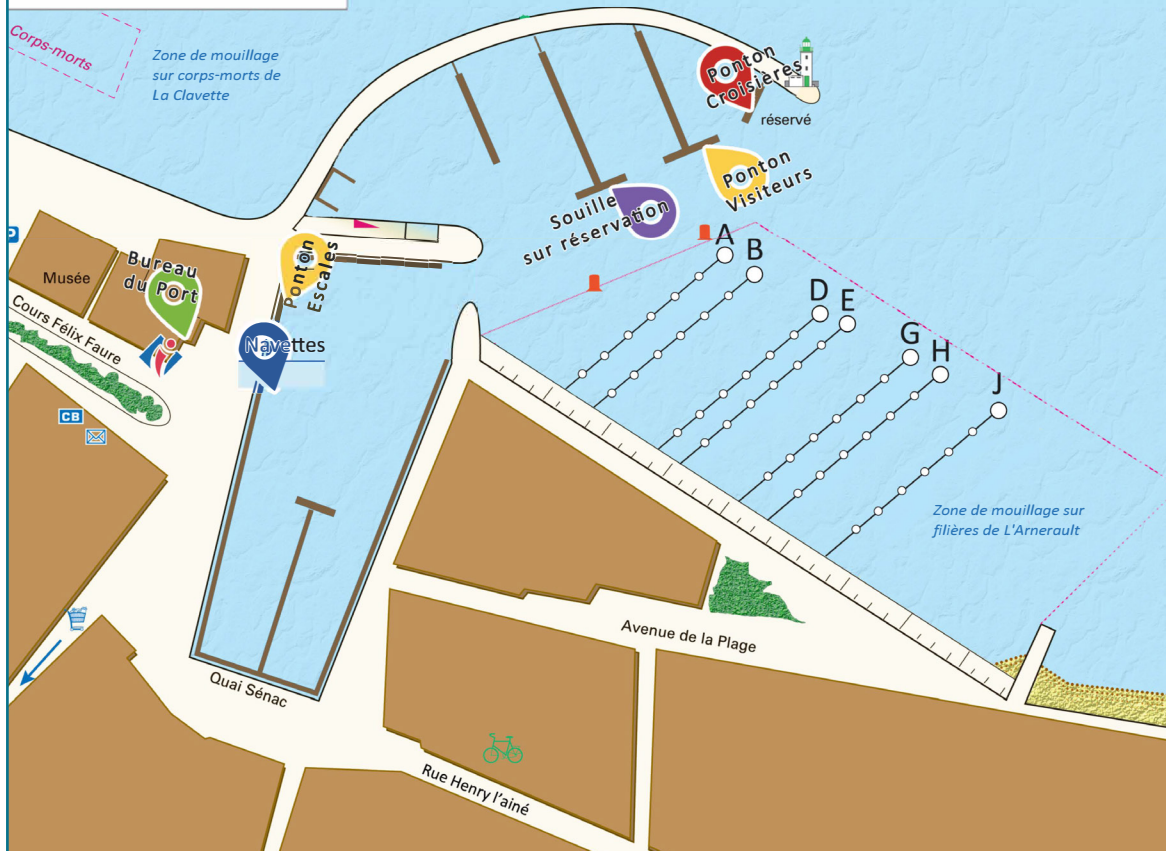 Corps-morts
Zone de mouillage
sur corps-morts de
La Clavette
Ponton
Croisières
réservé
Ponton
Visiteurs
Souille
sur réservation
Ponton
Escales
Bureau
du Port
P
Musée
Cours Félix Faure
Navettes
CB
A
B
D
E
G
H
J
Zone de mouillage sur
filières de L'Arnerault
Avenue de la Plage
Quai Sénac
Rue Henry l'ainé